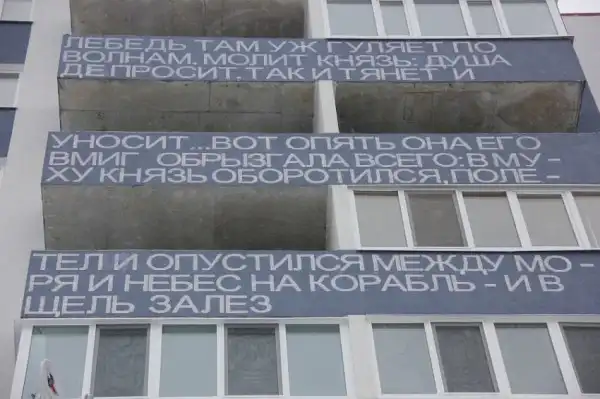 ЛЕБЕДЬ ТАМ УЖ ГУЛЯЕТ ПО
ВОЛНАМ. МОЛИТ КНЯЗЬ: ДУША
ДЕ ПРОСИТ. ТАК И ТЯНЕТ И
УНОСИТ...ВОТ ОПЯТЬ ОНА ЕГО
ВМИГ ОБРЫЗГАЛА ВСЕГО: В МУ-
ХУ КНЯЗЬ ОБОРОТИЛСЯ, ПОЛЕ-
ТЕЛ И ОПУСТИЛСЯ МЕЖДУ МО-
РЯ И НЕБЕС НА КОРАБЛЬ - И В
ЩЕЛЬ ЗАЛЕЗ